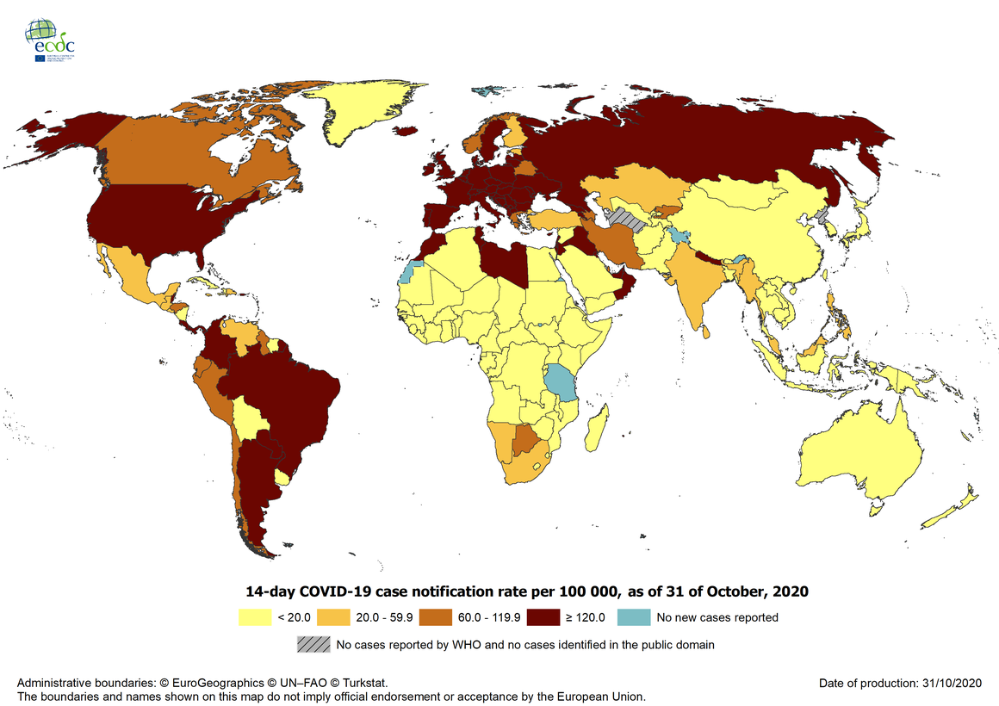 ecdc
14-day COVID-19 case notification rate per 100 000, as of 31 of October, 2020
< 20.0 20.0 - 59.9 60.0 - 119.9 ≥ 120.0 No new cases reported
No cases reported by WHO and no cases identified in the public domain
Administrative boundaries: © EuroGeographics © UN–FAO © Turkstat.
The boundaries and names shown on this map do not imply official endorsement or acceptance by the European Union.
Date of production: 31/10/2020